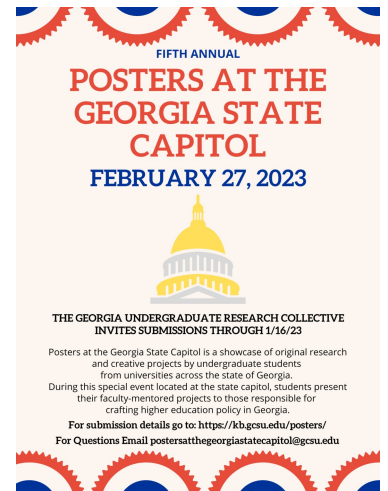 FIFTH ANNUAL
POSTERS AT THE
GEORGIA STATE
CAPITOL
FEBRUARY 27, 2023
THE GEORGIA UNDERGRADUATE RESEARCH COLLECTIVE
INVITES SUBMISSIONS THROUGH 1/16/23
Posters at the Georgia State Capitol is a showcase of original research
and creative projects by undergraduate students
from universities across the state of Georgia.
During this special event located at the state capitol, students present
their faculty-mentored projects to those responsible for
crafting higher education policy in Georgia.
For submission details go to: https://kb.gcsu.edu/posters/
For Questions Email postersatthegeorgiastatecapitol@gcsu.edu